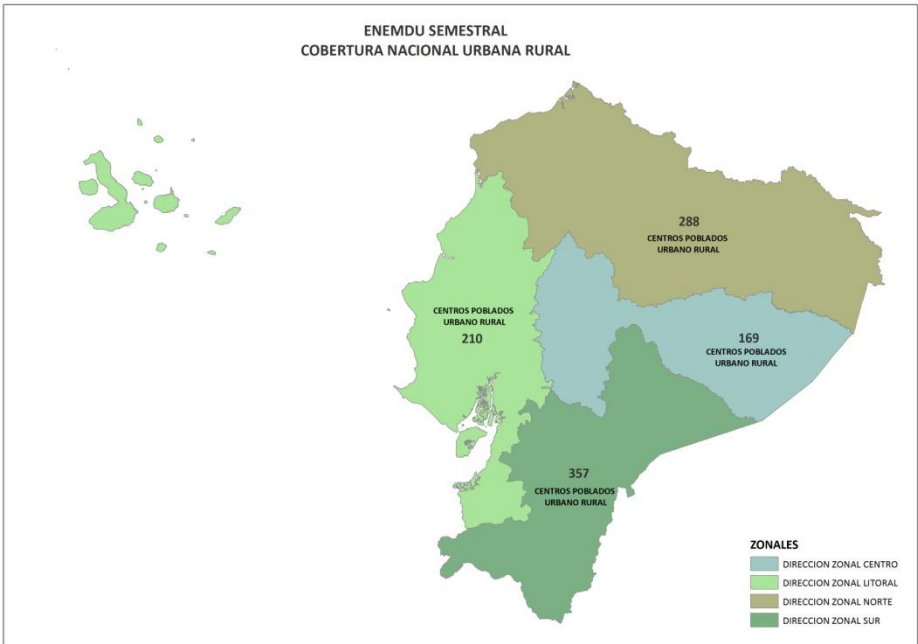 ENEMDU SEMESTRAL
COBERTURA NACIONAL URBANA RURAL
288
CENTROS POBLADOS
URBANO RURAL
CENTROS POBLADOS
URBANO RURAL
210
169
CENTROS POBLADOS
URBANO RURAL
357
CENTROS POBLADOS
URBANO RURAL
ZONALES
DIRECCION ZONAL CENTRO
DIRECCION ZONAL LITORAL
DIRECCION ZONAL NORTE
DIRECCION ZONAL SUR